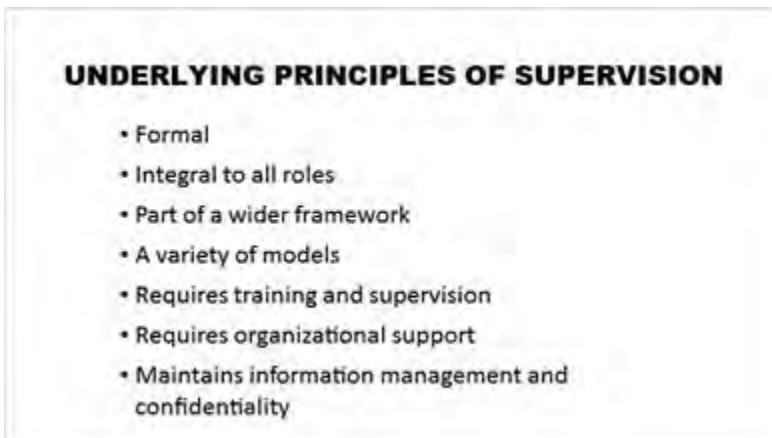 UNDERLYING PRINCIPLES OF SUPERVISION
• Formal
• Integral to all roles
• Part of a wider framework
• A variety of models
• Requires training and supervision
• Requires organizational support
• Maintains information management and
confidentiality